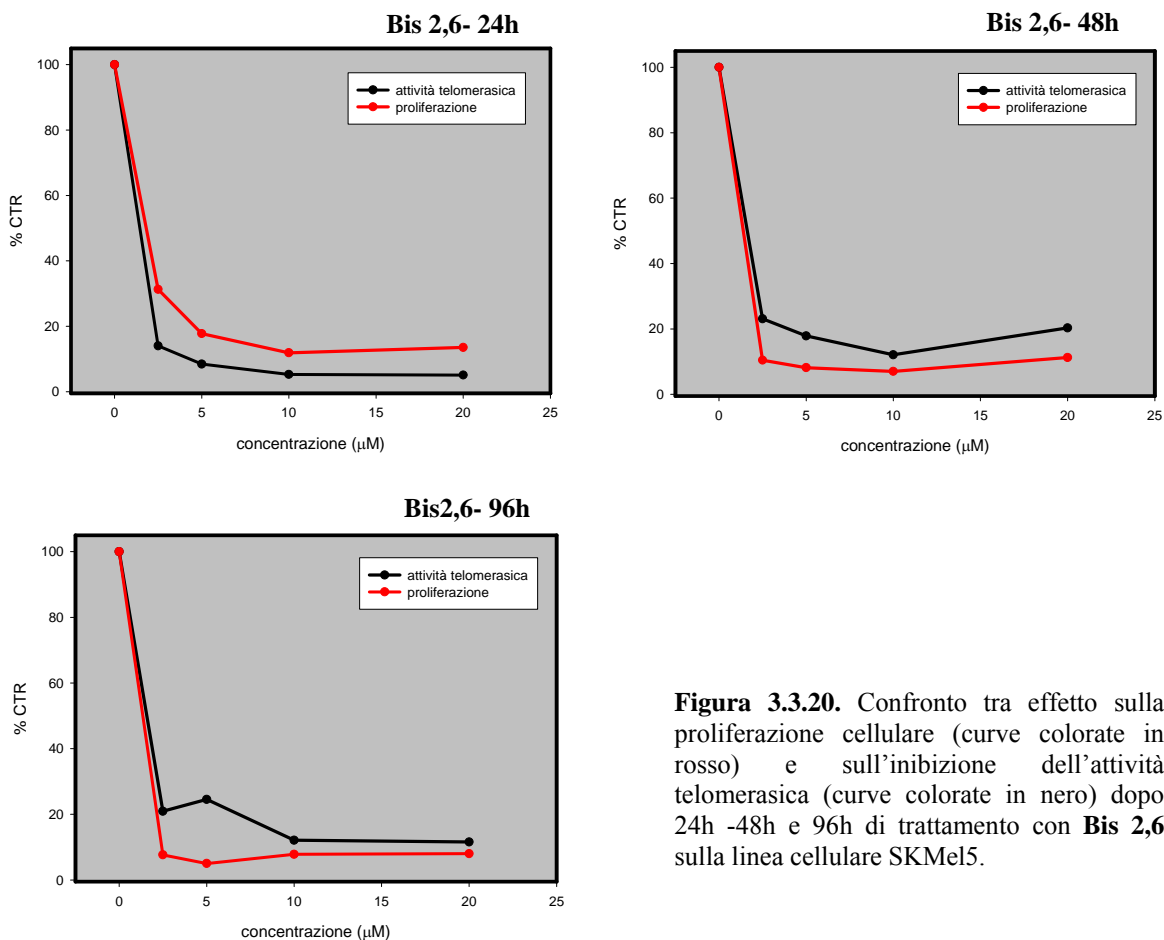 Bis 2,6- 24h
100
80
60
40
20
0
% CTR
attività telomerasica
proliferazione
0 5 10 15 20 25
concentrazione (μM)
Bis 2,6- 48h
100
80
60
40
20
0
% CTR
attività telomerasica
proliferazione
0 5 10 15 20 25
concentrazione (μM)
Bis2,6- 96h
100
80
60
40
20
0
% CTR
attività telomerasica
proliferazione
0 5 10 15 20 25
concentrazione (μM)
Figura 3.3.20. Confronto tra effetto sulla
proliferazione cellulare (curve colorate in
rosso) e sull'inibizione dell'attività
telomerasica (curve colorate in nero) dopo
24h -48h e 96h di trattamento con Bis 2,6
sulla linea cellulare SKMel5.